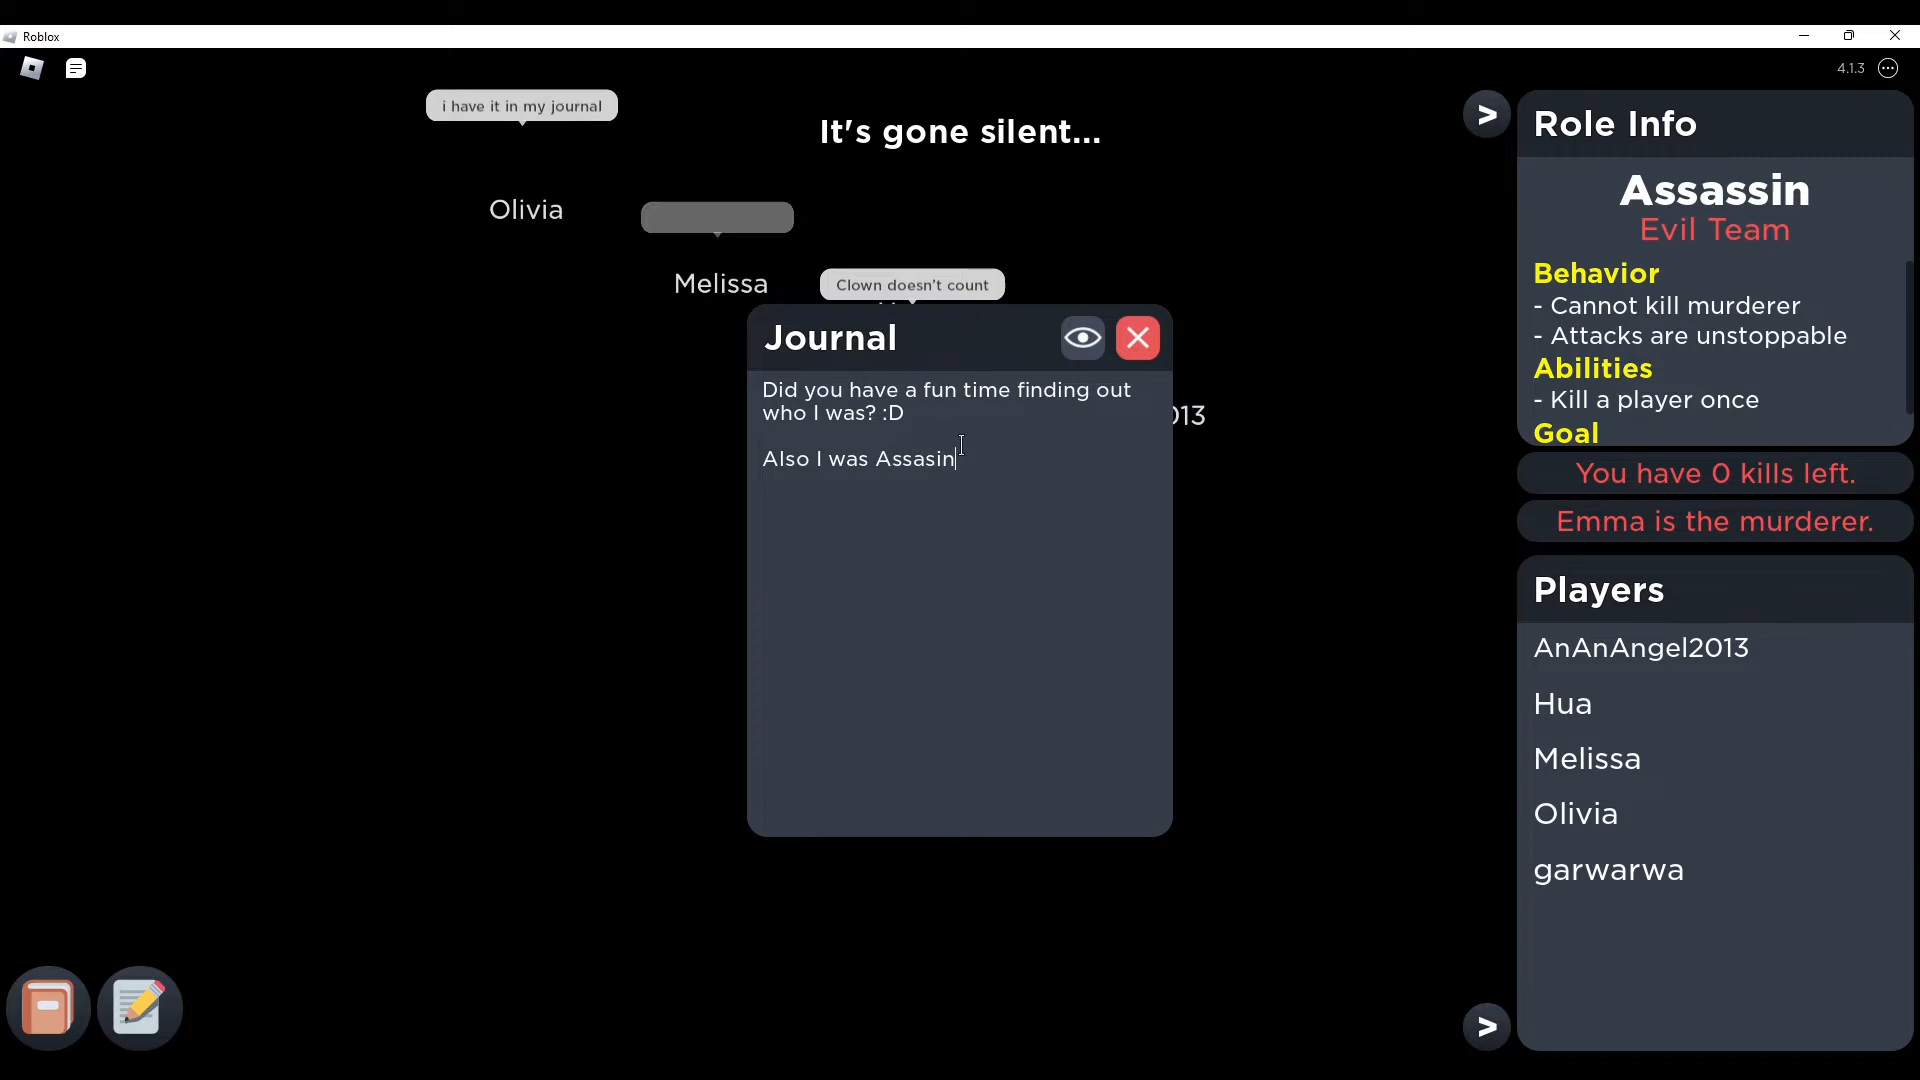 Roblox
4.1.3
i have it in my journal
It's gone silent...
Olivia
Melissa
Clown doesn't count
013
Journal
Did you have a fun time finding out
who I was? :D
Also I was Assasin
>
Role Info
Assassin
Evil Team
Behavior
- Cannot kill murderer
- Attacks are unstoppable
Abilities
- Kill a player once
Goal
You have 0 kills left.
Emma is the murderer.
Players
AnAnAngel2013
Hua
Melissa
Olivia
garwarwa
>